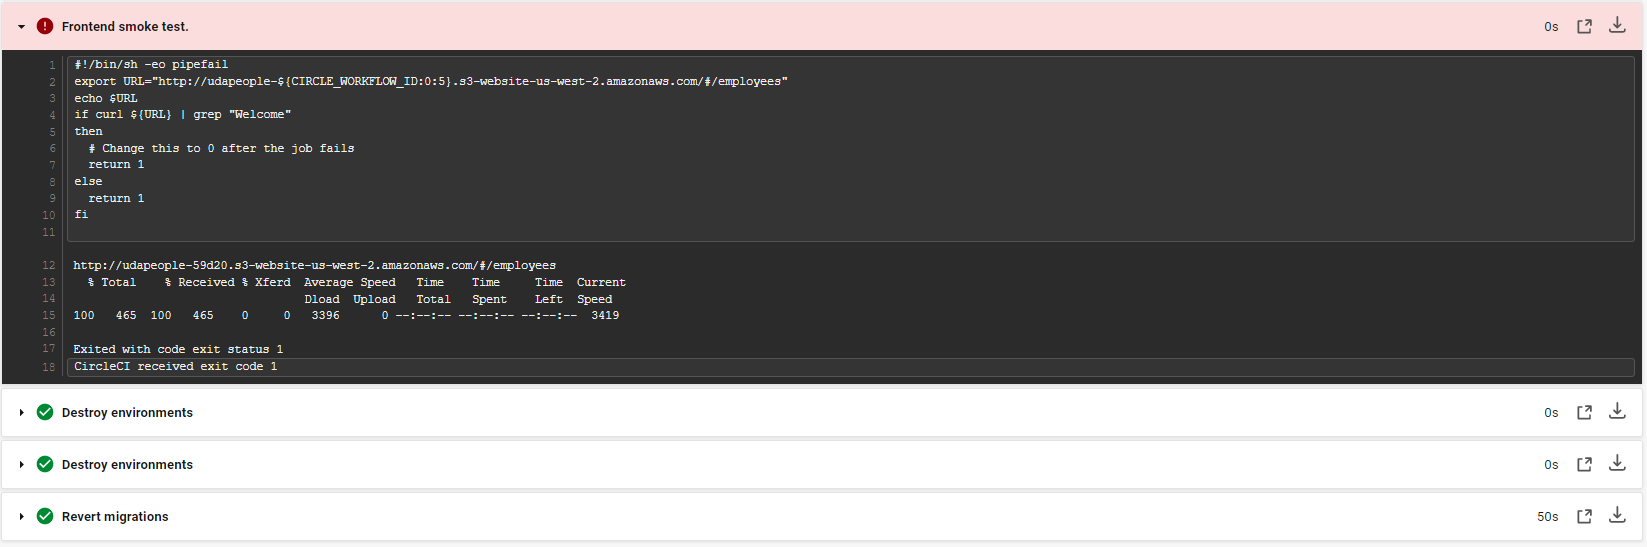 Frontend smoke test.
0s
1 #!/bin/sh -eo pipefail
2 export URL="http://udapeople-${CIRCLE_WORKFLOW_ID:0:5}.s3-website-us-west-2.amazonaws.com/#/employees"
3 echo $URL
4 if curl ${URL} | grep "Welcome"
5 then
6 # Change this to 0 after the job fails
7 return 1
8 else
9 return 1
10 fi
11
12 http://udapeople-59d20.s3-website-us-west-2.amazonaws.com/#/employees
13 % Total % Received % Xferd Average Speed Time Time Time Current
14 Dload Upload Total Spent Left Speed
15 100 465 100 465 0 0 3396 0 --:--:-- --:--:-- --:--:-- 3419
16
17 Exited with code exit status 1
18 CircleCI received exit code 1
Destroy environments
0s
Destroy environments
0s
Revert migrations
50s